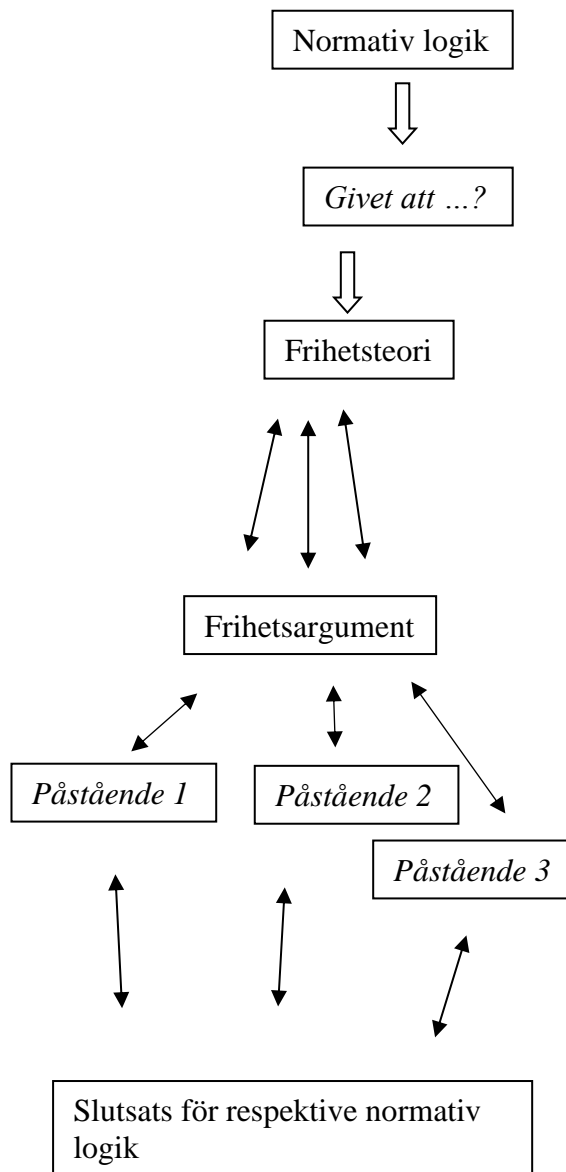 Normativ logik
Givet att …?
Frihetsteori
Frihetsargument
Påstående 1
Påstående 2
Påstående 3
Slutsats för respektive normativ
logik